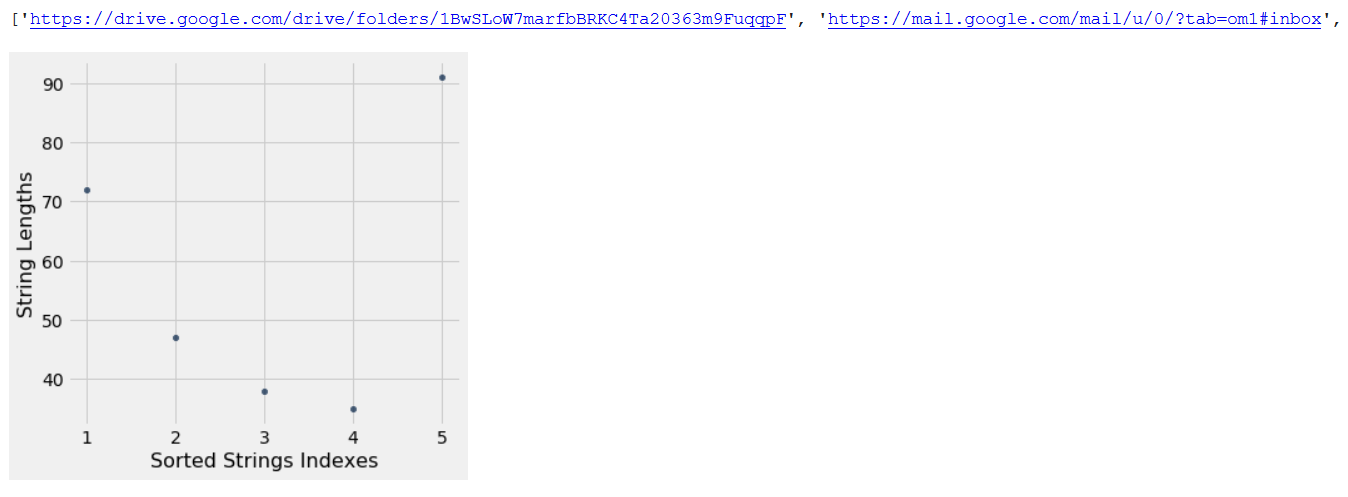 ['https://drive.google.com/drive/folders/1BwSLoW7marfbBRKC4Ta20363m9FuqqpF', 'https://mail.google.com/mail/u/0/?tab=om1#inbox',
90
80
70
60
50
40
String Lengths
1 2 3 4 5
Sorted Strings Indexes